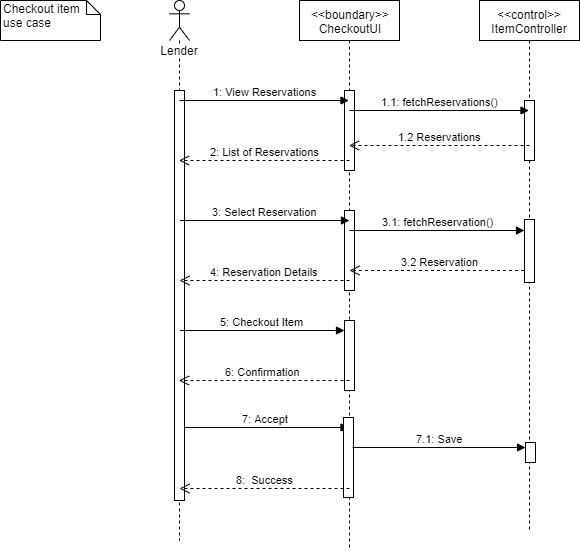 Checkout item
use case
Lender
<<boundary>>
CheckoutUI
<<control>>
ItemController
1: View Reservations
1.1: fetchReservations()
1.2 Reservations
2: List of Reservations
3: Select Reservation
3.1: fetchReservation()
3.2 Reservation
4: Reservation Details
5: Checkout Item
6: Confirmation
7: Accept
7.1: Save
8: Success